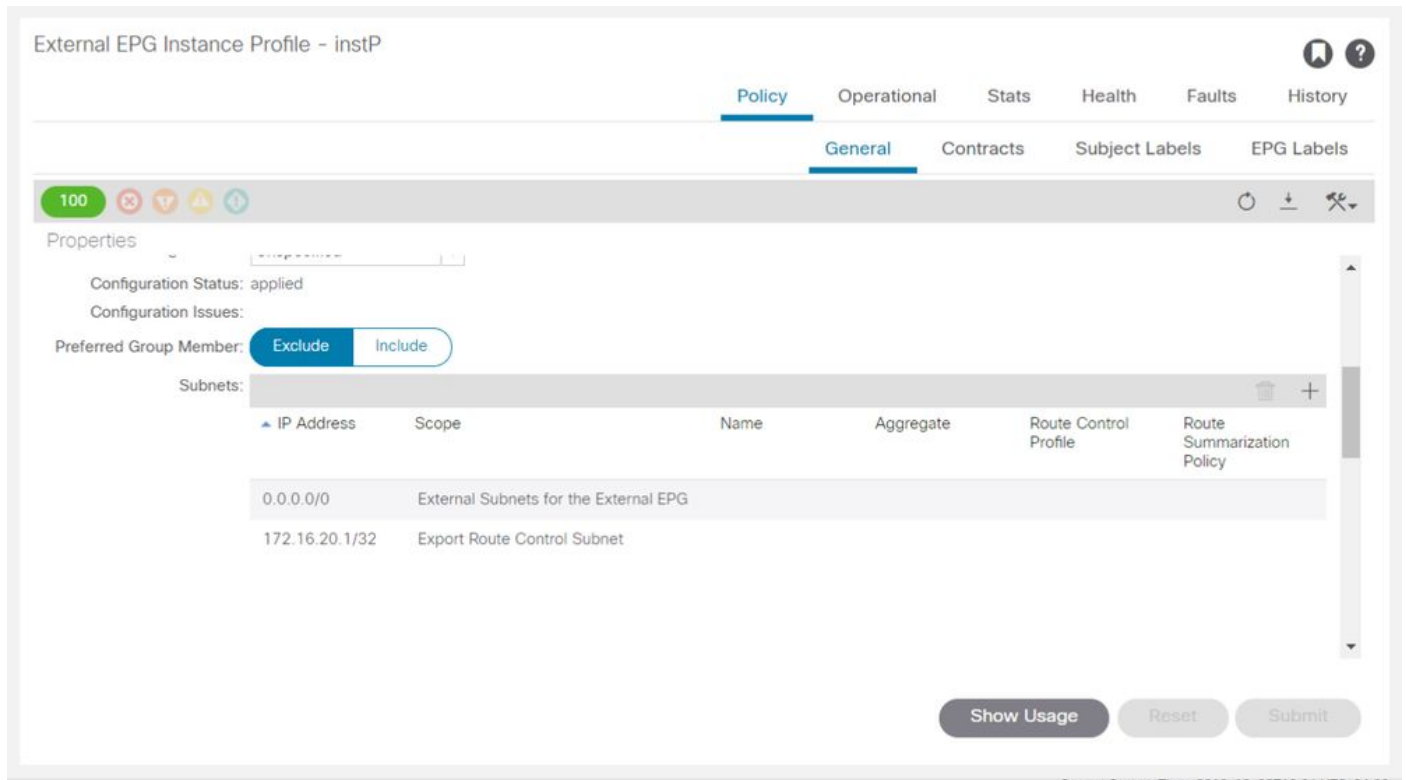 External EPG Instance Profile - instP
Policy Operational Stats Health Faults History
General Contracts Subject Labels EPG Labels
100
Properties
Configuration Status: applied
Configuration Issues:
Preferred Group Member: Exclude Include
Subnets:
IP Address Scope Name Aggregate Route Control Profile Route Summarization Policy
0.0.0.0/0 External Subnets for the External EPG
172.16.20.1/32 Export Route Control Subnet
Show Usage Reset Submit